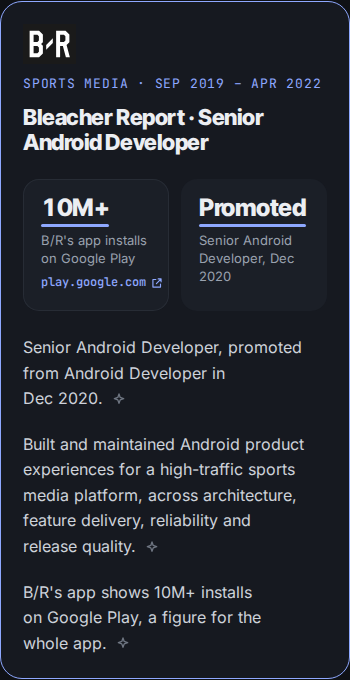 B/R
SPORTS MEDIA · SEP 2019 – APR 2022
Bleacher Report · Senior
Android Developer
10M+
B/R's app installs
on Google Play
play.google.com
Promoted
Senior Android
Developer, Dec
2020
Senior Android Developer, promoted
from Android Developer in
Dec 2020.
Built and maintained Android product
experiences for a high-traffic sports
media platform, across architecture,
feature delivery, reliability and
release quality.
B/R's app shows 10M+ installs
on Google Play, a figure for the
whole app.